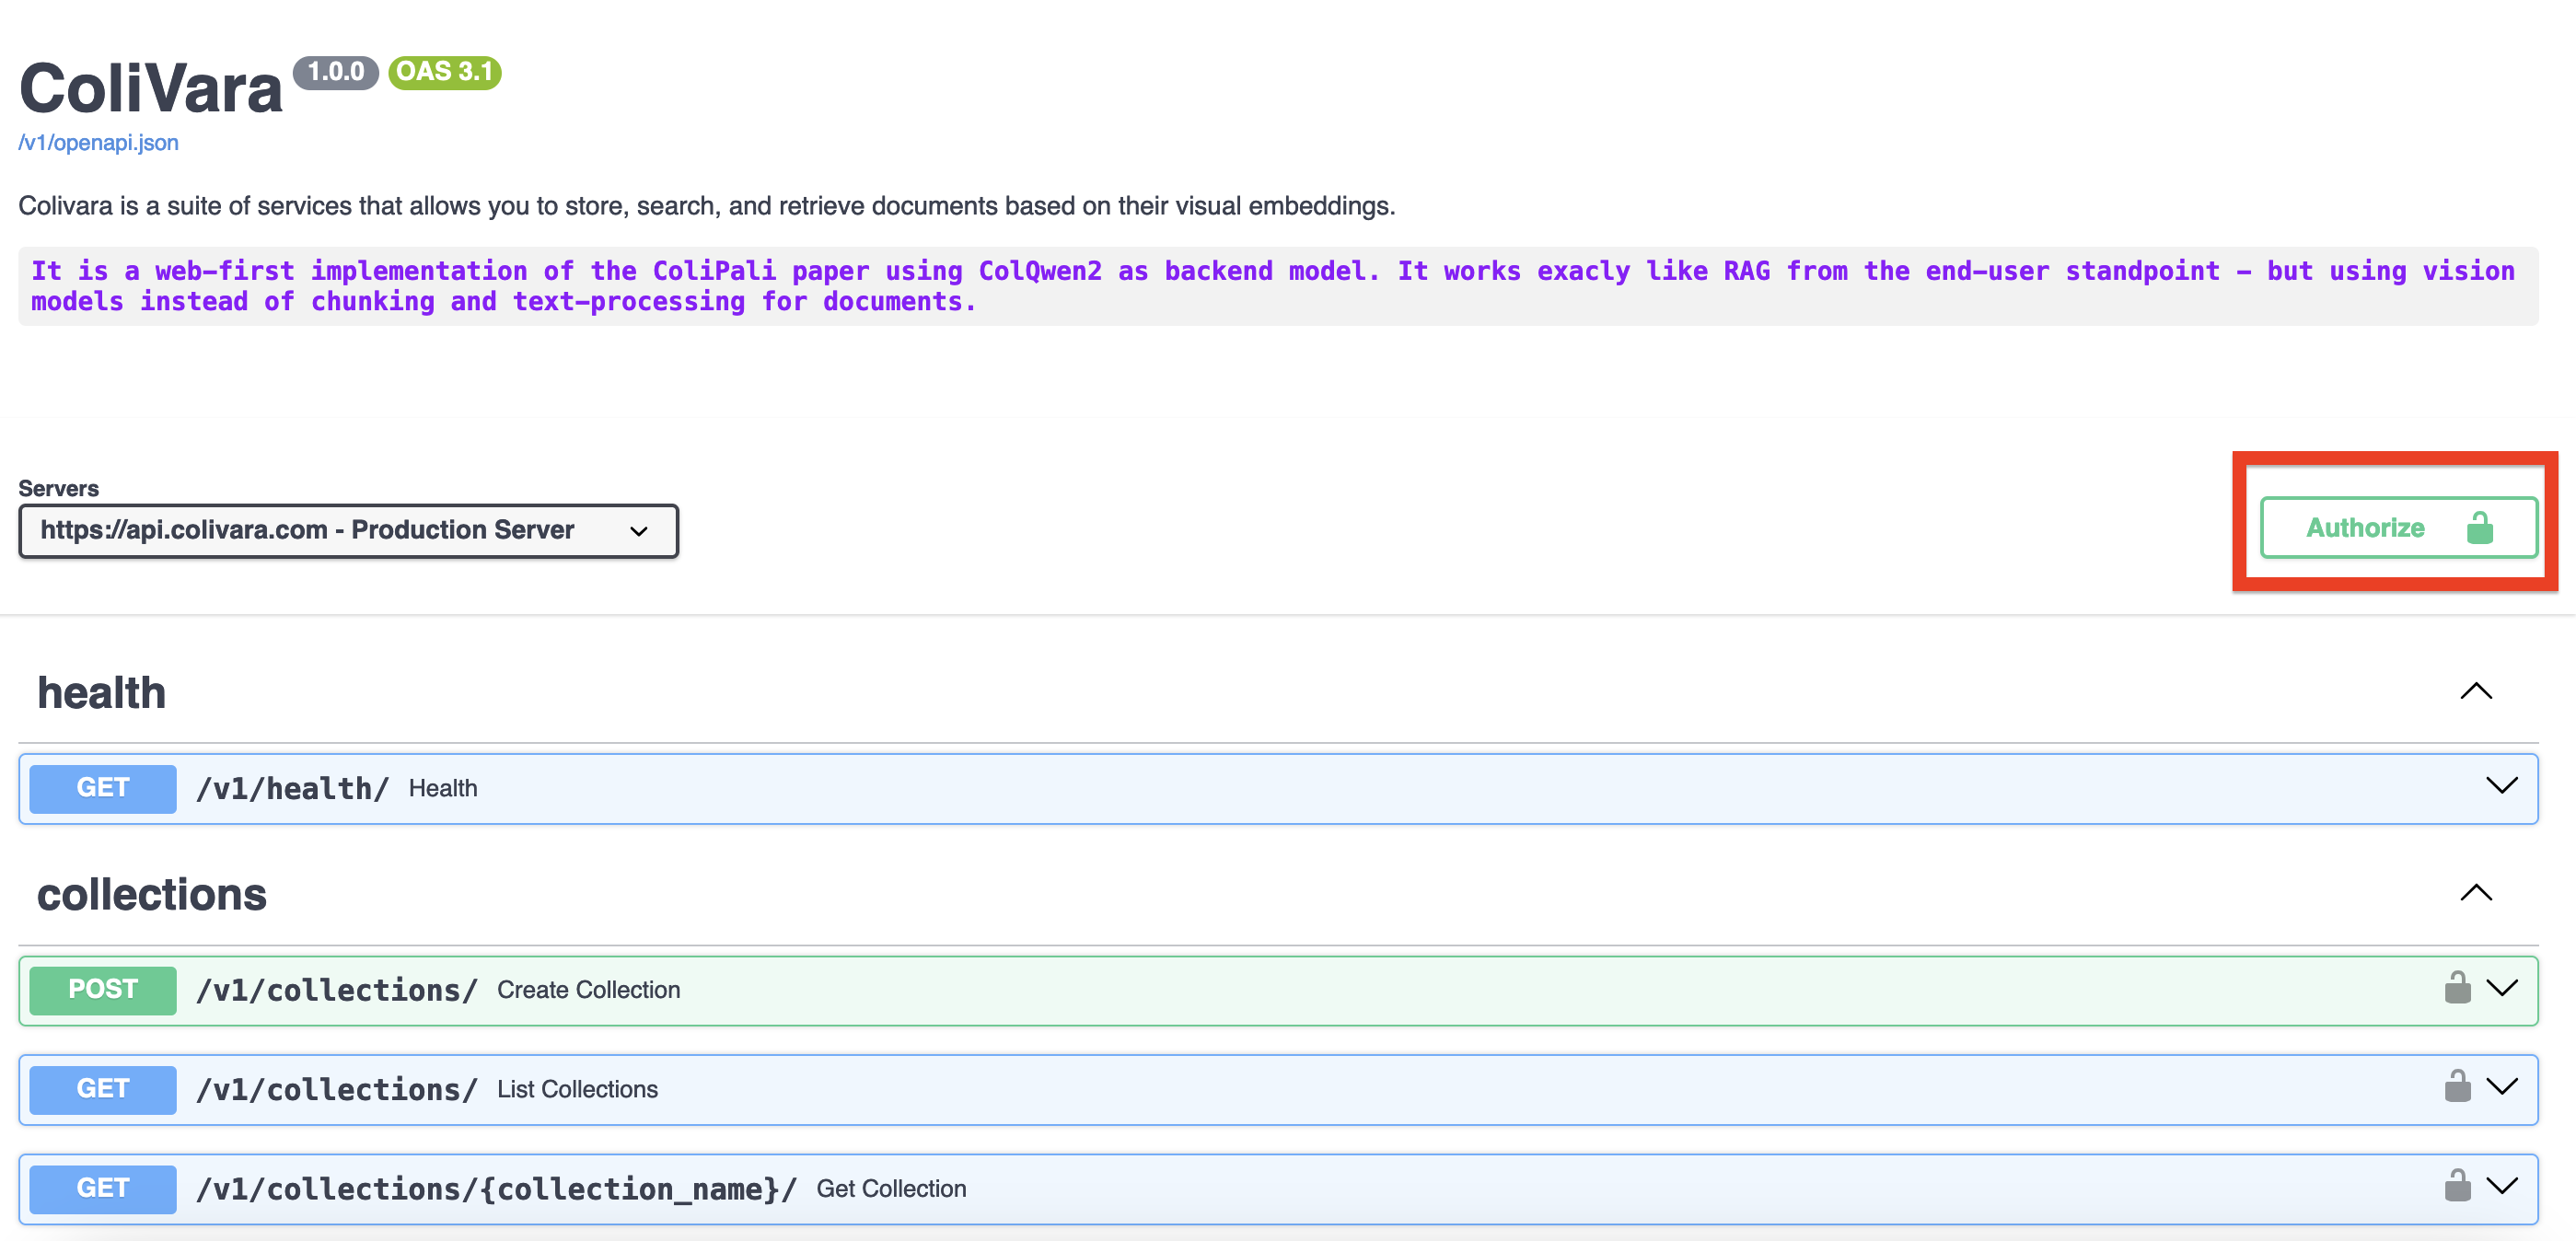 ColiVara 1.0.0 OAS 3.1
/v1/openapi.json
Colivara is a suite of services that allows you to store, search, and retrieve documents based on their visual embeddings.
It is a web-first implementation of the ColiPali paper using ColQwen2 as backend model. It works exacly like RAG from the end-user standpoint - but using vision
models instead of chunking and text-processing for documents.
Servers
https://api.colivara.com - Production Server
Authorize
health
GET /v1/health/ Health
collections
POST /v1/collections/ Create Collection
GET /v1/collections/ List Collections
GET /v1/collections/{collection_name}/ Get Collection